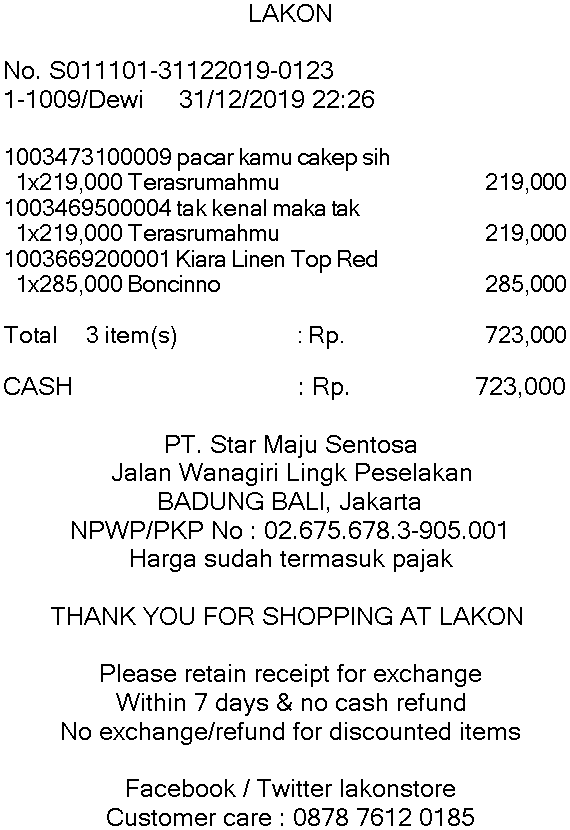 LAKON
No. S011101-31122019-0123
1-1009/Dewi 31/12/2019 22:26
1003473100009 pacar kamu cakep sih
1x219,000 Terasrumahmu 219,000
1003469500004 tak kenal maka tak
1x219,000 Terasrumahmu 219,000
1003669200001 Kiara Linen Top Red
1x285,000 Boncinno 285,000
Total 3 item(s) : Rp. 723,000
CASH : Rp. 723,000
PT. Star Maju Sentosa
Jalan Wanagiri Lingk Peselakan
BADUNG BALI, Jakarta
NPWP/PKP No : 02.675.678.3-905.001
Harga sudah termasuk pajak
THANK YOU FOR SHOPPING AT LAKON
Please retain receipt for exchange
Within 7 days & no cash refund
No exchange/refund for discounted items
Facebook / Twitter lakonstore
Customer care : 0878 7612 0185